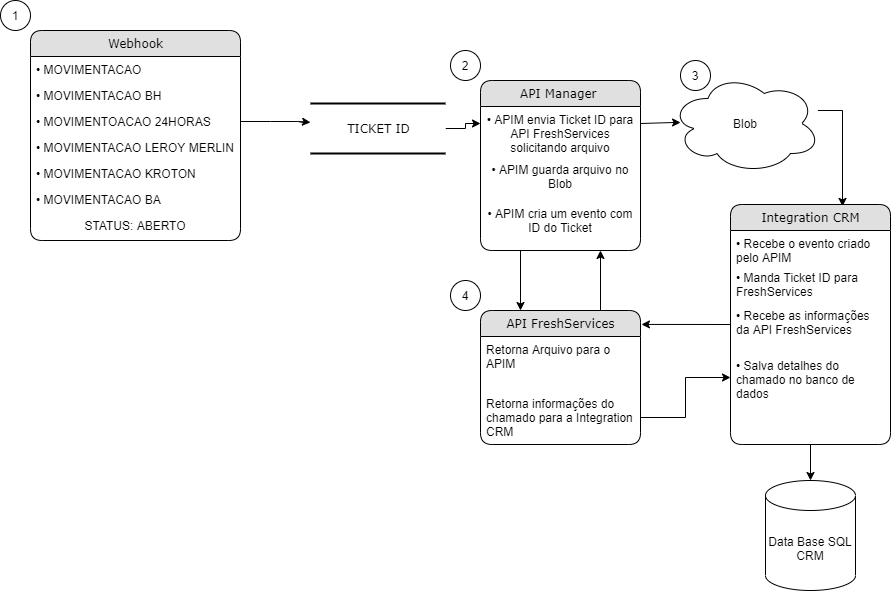 1
Webhook
• MOVIMENTACAO
• MOVIMENTACAO BH
• MOVIMENTOACAO 24HORAS
• MOVIMENTACAO LEROY MERLIN
• MOVIMENTACAO KROTON
• MOVIMENTACAO BA
STATUS: ABERTO
TICKET ID
2
API Manager
• APIM envia Ticket ID para
API FreshServices
solicitando arquivo
• APIM guarda arquivo no
Blob
• APIM cria um evento com
ID do Ticket
3
Blob
Integration CRM
• Recebe o evento criado
pelo APIM
• Manda Ticket ID para
FreshServices
• Recebe as informações
da API FreshServices
• Salva detalhes do
chamado no banco de
dados
4
API FreshServices
Retorna Arquivo para o
APIM
Retorna informações do
chamado para a Integration
CRM
Data Base SQL
CRM